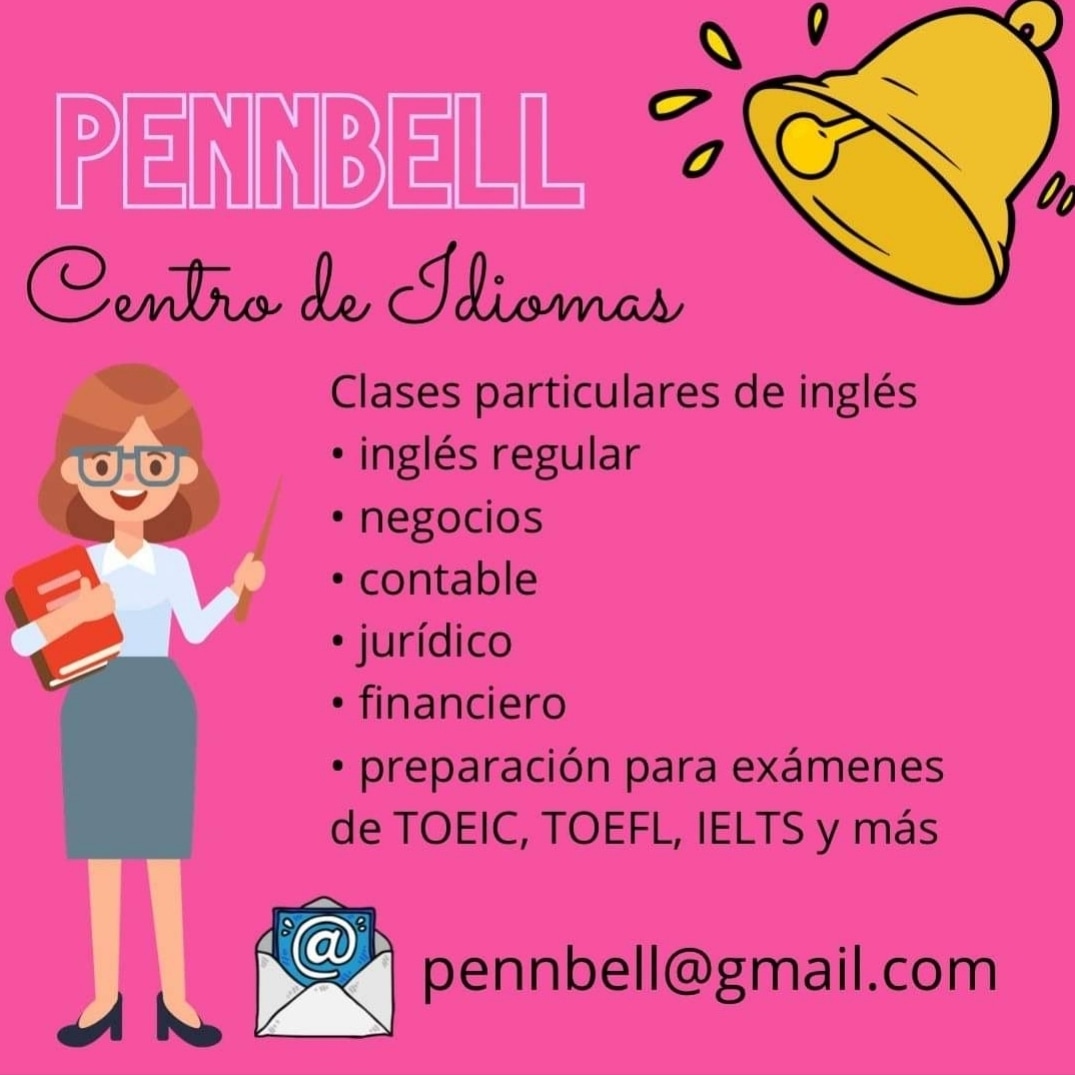 PENNBELL
Centro de Idiomas
Clases particulares de inglés
• inglés regular
• negocios
• contable
• jurídico
• financiero
• preparación para exámenes
de TOEIC, TOEFL, IELTS y más
@
pennbell@gmail.com